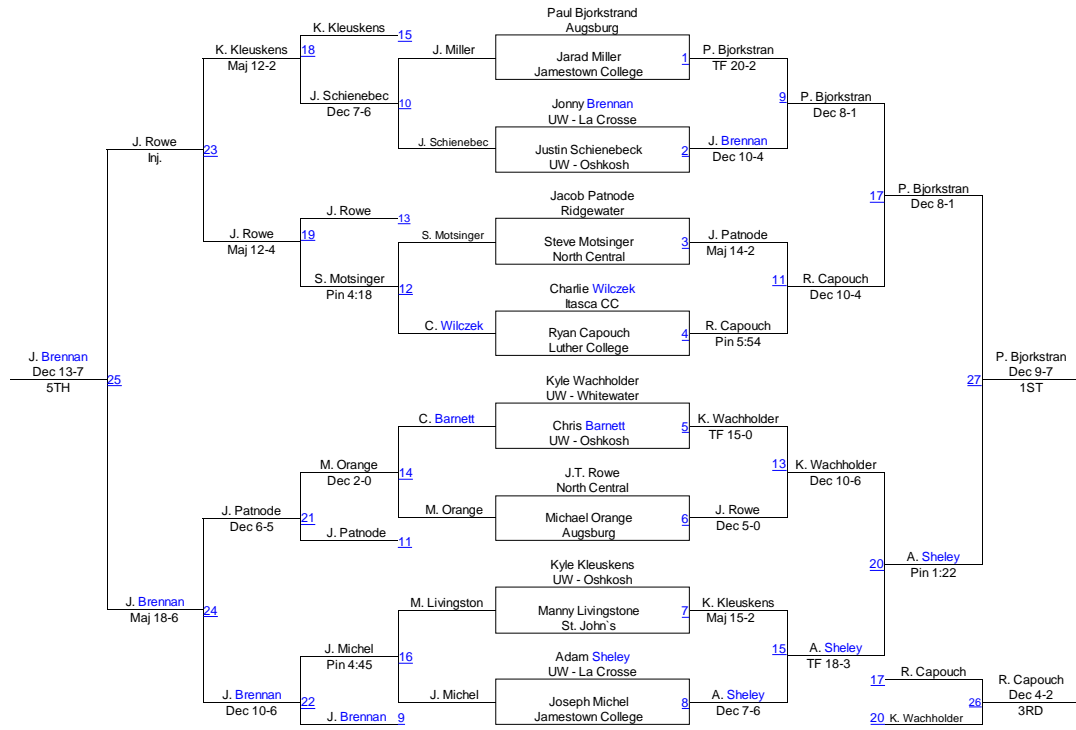 Paul Bjorkstrand
Augsburg
K. Kleuskens
15
K. Kleuskens
18
Maj 12-2
J. Miller
Jarad Miller
1
Jamestown College
P. Bjorkstran
TF 20-2
J. Schienebec
10
Dec 7-6
Jonny Brennan
UW - La Crosse
9
P. Bjorkstran
Dec 8-1
J. Schienebec
Justin Schienebeck
2
UW - Oshkosh
J. Brennan
Dec 10-4
J. Rowe
Inj.
23
Jacob Patnode
Ridgewater
17
P. Bjorkstran
Dec 8-1
J. Rowe
13
J. Rowe
19
Maj 12-4
S. Motsinger
Steve Motsinger
3
North Central
J. Patnode
Maj 14-2
S. Motsinger
12
Pin 4:18
Charlie Wilczek
Itasca CC
11
R. Capouch
Dec 10-4
C. Wilczek
Ryan Capouch
4
Luther College
R. Capouch
Pin 5:54
J. Brennan
Dec 13-7
5TH
25
Kyle Wachholder
UW - Whitewater
27
P. Bjorkstran
Dec 9-7
1ST
C. Barnett
Chris Barnett
5
UW - Oshkosh
K. Wachholder
TF 15-0
M. Orange
14
Dec 2-0
J.T. Rowe
North Central
13
K. Wachholder
Dec 10-6
J. Patnode
21
Dec 6-5
M. Orange
Michael Orange
6
Augsburg
J. Rowe
Dec 5-0
J. Patnode
11
Kyle Kleuskens
UW - Oshkosh
20
A. Sheley
Pin 1:22
J. Brennan
24
Maj 18-6
M. Livingston
Manny Livingstone
7
St. John`s
K. Kleuskens
Maj 15-2
J. Michel
16
Pin 4:45
Adam Sheley
UW - La Crosse
15
A. Sheley
TF 18-3
J. Brennan
22
Dec 10-6
J. Michel
Joseph Michel
8
Jamestown College
A. Sheley
Dec 7-6
J. Brennan
9
17
R. Capouch
26
R. Capouch
Dec 4-2
3RD
20
K. Wachholder